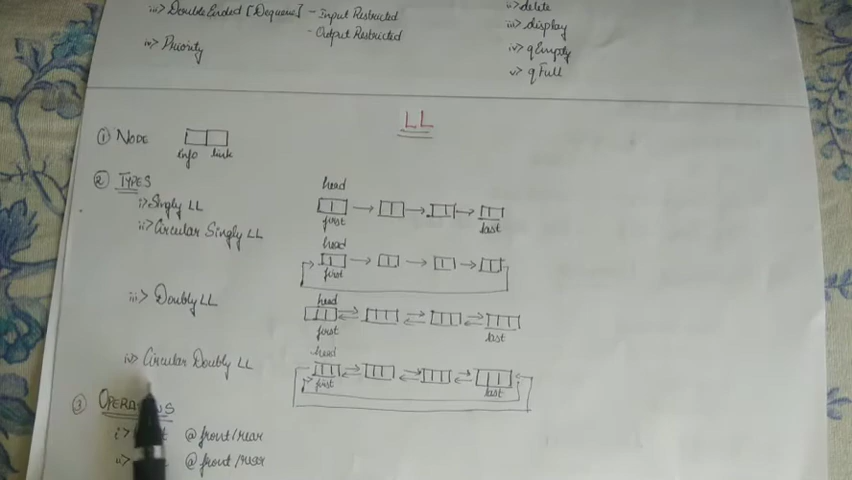 iii> Double Ended [Dequeue] - Input Restricted
- Output Restricted
iv> Priority
ii> delete
iii> display
iv> qEmpty
v> qFull
LL
① NODE
info link
② TYPES
i> Singly LL
head
first last
ii> Circular Singly LL
head
first
iii> Doubly LL
head
first last
iv> Circular Doubly LL
head
first last
③
i> @ front/rear
ii> @ front/rear